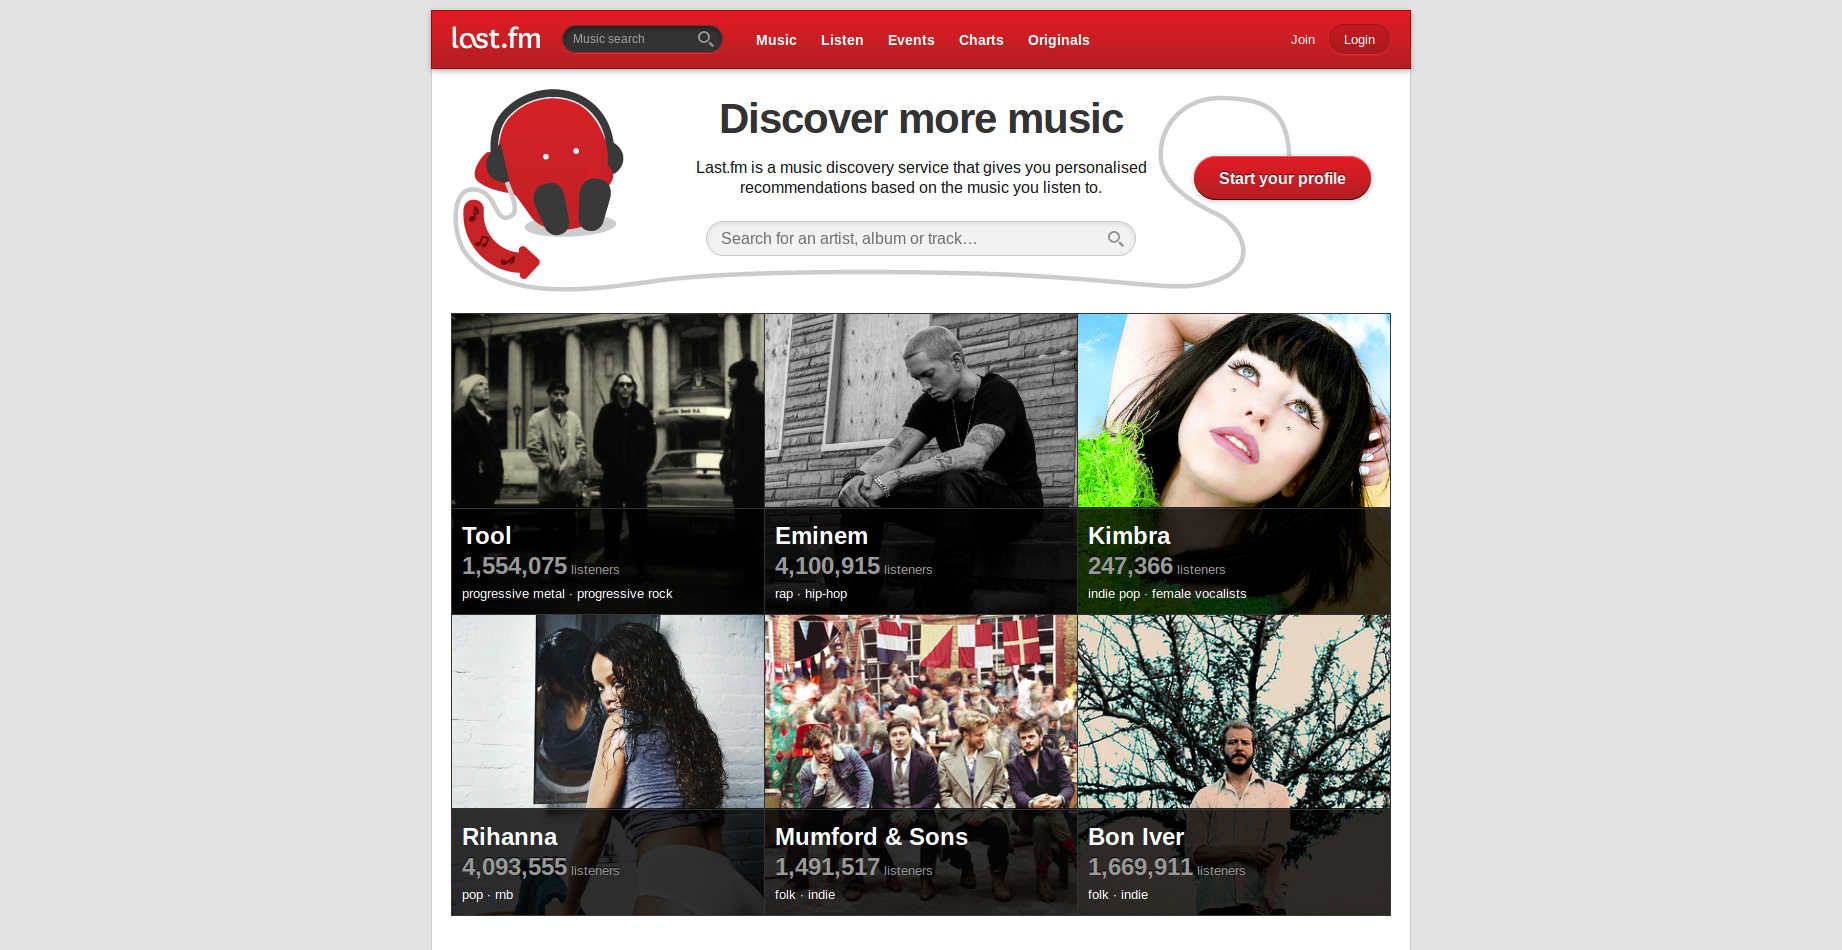 last.fm
Music search
Music Listen Events Charts Originals
Join Login
Discover more music
Last.fm is a music discovery service that gives you personalised
recommendations based on the music you listen to.
Start your profile
Search for an artist, album or track…
Tool
1,554,075 listeners
progressive metal · progressive rock
Eminem
4,100,915 listeners
rap · hip-hop
Kimbra
247,366 listeners
indie pop · female vocalists
Rihanna
4,093,555 listeners
pop · rnb
Mumford & Sons
1,491,517 listeners
folk · indie
Bon Iver
1,669,911 listeners
folk · indie